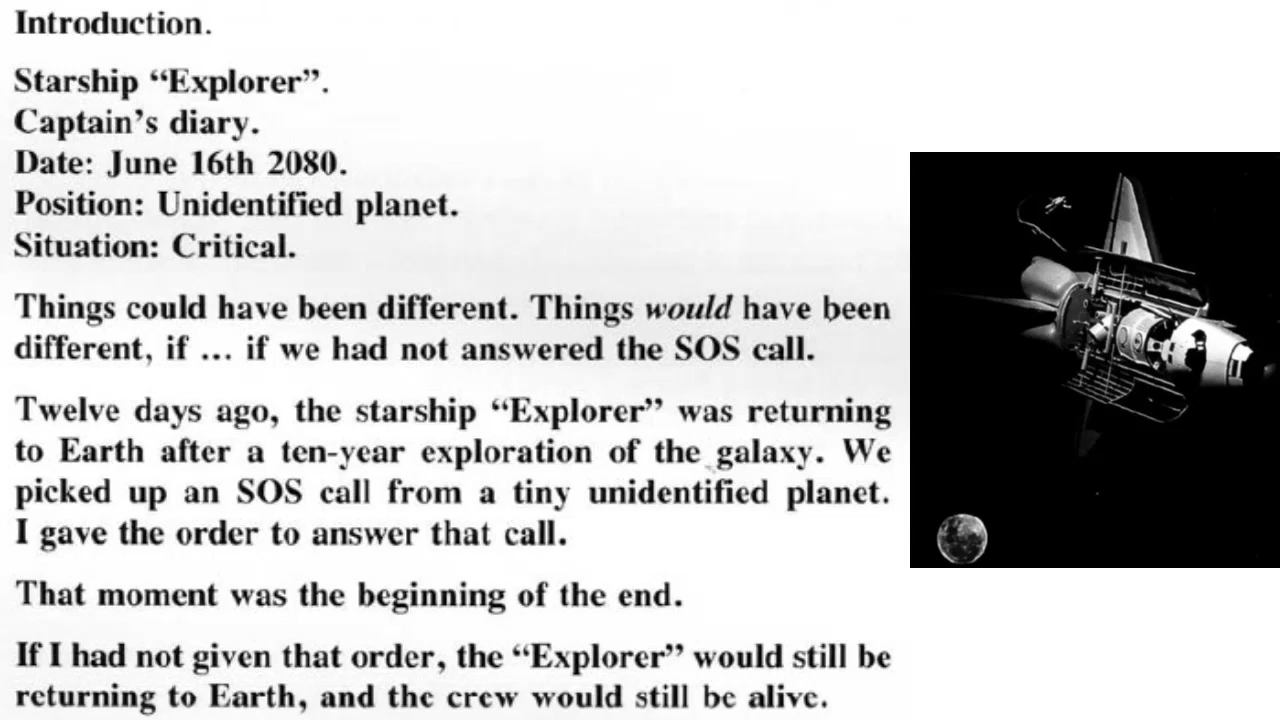 Introduction.
Starship “Explorer”.
Captain’s diary.
Date: June 16th 2080.
Position: Unidentified planet.
Situation: Critical.
Things could have been different. Things would have been
different, if ... if we had not answered the SOS call.
Twelve days ago, the starship “Explorer” was returning
to Earth after a ten-year exploration of the galaxy. We
picked up an SOS call from a tiny unidentified planet.
I gave the order to answer that call.
That moment was the beginning of the end.
If I had not given that order, the “Explorer” would still be
returning to Earth, and the crew would still be alive.